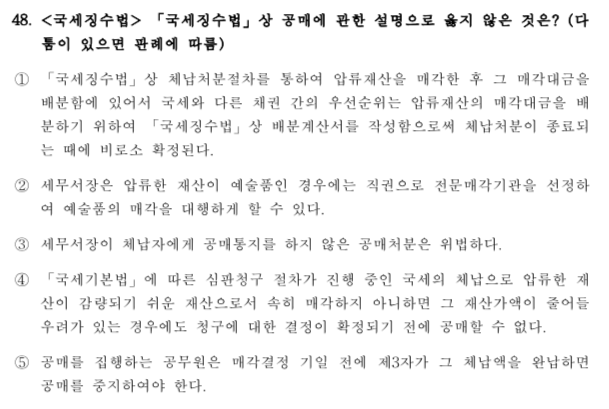 48. <국세징수법> 「국세징수법」상 공매에 관한 설명으로 옳지 않은 것은? (다
툼이 있으면 판례에 따름)
① 「국세징수법」상 체납처분절차를 통하여 압류재산을 매각한 후 그 매각대금을
배분함에 있어서 국세와 다른 채권 간의 우선순위는 압류재산의 매각대금을 배
분하기 위하여 「국세징수법」상 배분계산서를 작성함으로써 체납처분이 종료되
는 때에 비로소 확정된다.
② 세무서장은 압류한 재산이 예술품인 경우에는 직권으로 전문매각기관을 선정하
여 예술품의 매각을 대행하게 할 수 있다.
③ 세무서장이 체납자에게 공매통지를 하지 않은 공매처분은 위법하다.
④ 「국세기본법」에 따른 심판청구 절차가 진행 중인 국세의 체납으로 압류한 재
산이 감량되기 쉬운 재산으로서 속히 매각하지 아니하면 그 재산가액이 줄어들
우려가 있는 경우에도 청구에 대한 결정이 확정되기 전에 공매할 수 없다.
⑤ 공매를 집행하는 공무원은 매각결정 기일 전에 제3자가 그 체납액을 완납하면
공매를 중지하여야 한다.